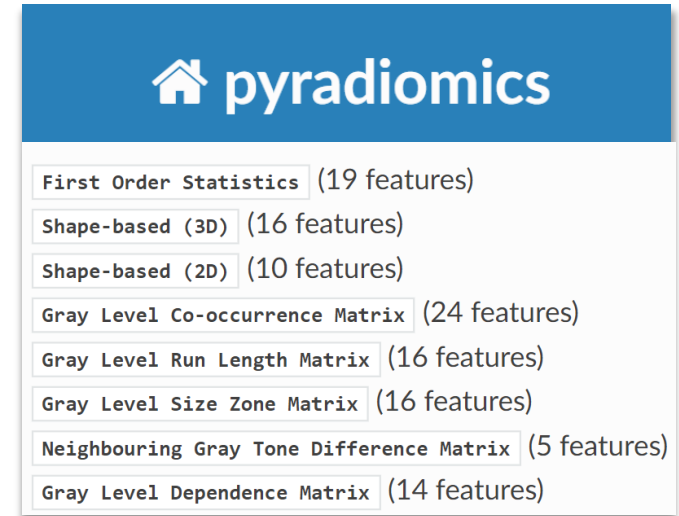 pyradiomics
First Order Statistics (19 features)
Shape-based (3D) (16 features)
Shape-based (2D) (10 features)
Gray Level Co-occurrence Matrix (24 features)
Gray Level Run Length Matrix (16 features)
Gray Level Size Zone Matrix (16 features)
Neighbouring Gray Tone Difference Matrix (5 features)
Gray Level Dependence Matrix (14 features)